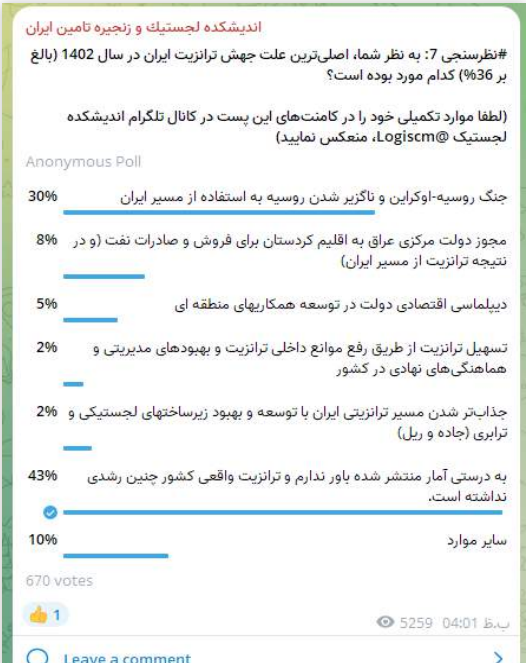 اندیشکده لجستیک و زنجیره تامین ایران
#نظرسنجی 7: به نظر شما، اصلی‌ترین علت جهش ترانزیت ایران در سال 1402 (بالغ
بر 36%) کدام مورد بوده است؟
(لطفا موارد تکمیلی خود را در کامنت‌های این پست در کانال تلگرام اندیشکده
لجستیک @Logiscm، منعکس نمایید)
Anonymous Poll
30% جنگ روسیه-اوکراین و ناگزیر شدن روسیه به استفاده از مسیر ایران
8% مجوز دولت مرکزی عراق به اقلیم کردستان برای فروش و صادرات نفت (و در
نتیجه ترانزیت از مسیر ایران)
5% دیپلماسی اقتصادی دولت در توسعه همکاریهای منطقه ای
2% تسهیل ترانزیت از طریق رفع موانع داخلی ترانزیت و بهبودهای مدیریتی و
هماهنگی‌های نهادی در کشور
2% جذاب‌تر شدن مسیر ترانزیتی ایران با توسعه و بهبود زیرساختهای لجستیکی و
ترابری (جاده و ریل)
43% به درستی آمار منتشر شده باور ندارم و ترانزیت واقعی کشور چنین رشدی
نداشته است.
10% سایر موارد
670 votes
1
5259 04:01 ب.ظ
Leave a comment